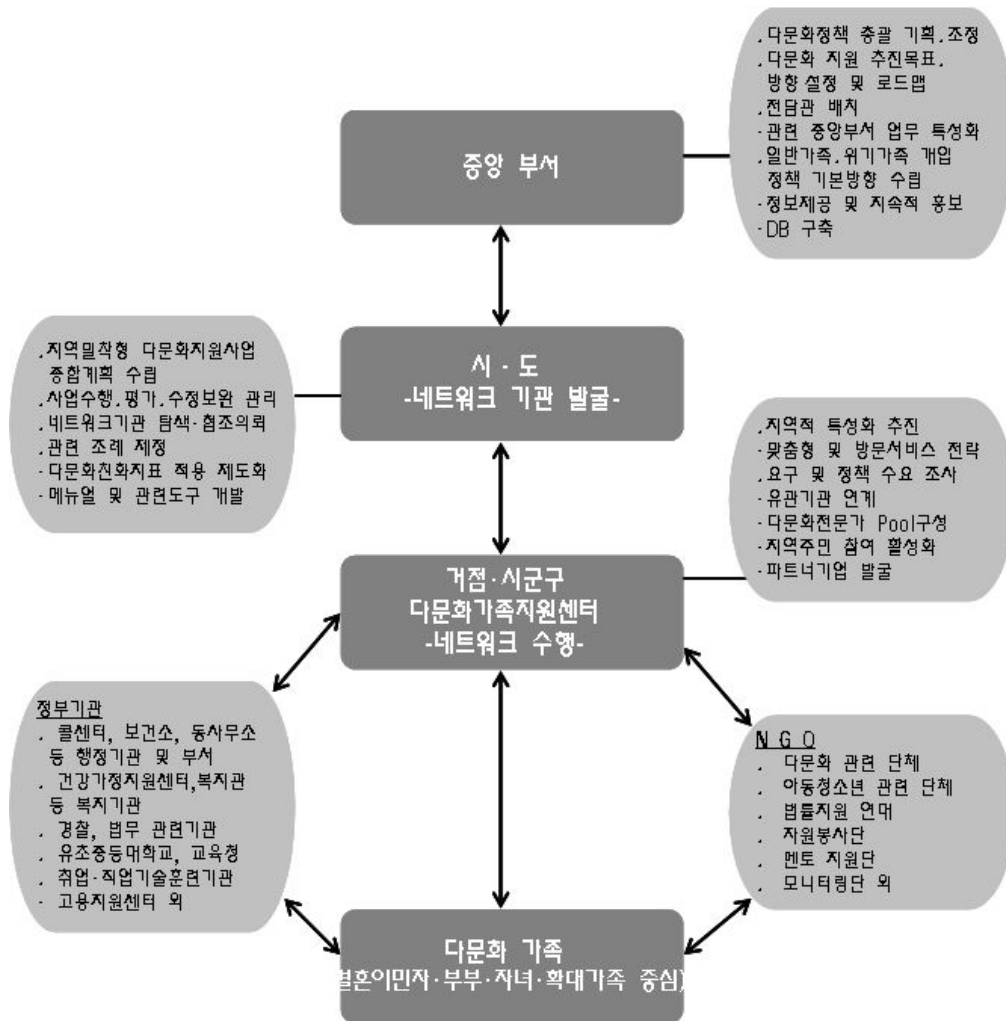 .다문화정책 총괄 기획.조정
.다문화 지원 추진목표.
방향 설정 및 로드맵
.전담관 배치
-관련 중앙부서 업무 특성화
.일반가족.위기가족 개입
정책 기본방향 수립
-정보제공 및 지속적 홍보
-DB 구축
중앙 부서
.지역밀착형 다문화지원사업
종합계획 수립
.사업수행.평가.수정보완 관리
.네트워크기관 탐색·협조의뢰
.관련 조례 제정
-다문화친화지표 적용 제도화
-메뉴얼 및 관련도구 개발
시 · 도
-네트워크 기관 발굴-
.지역적 특성화 추진
-맞춤형 및 방문서비스 전략
.요구 및 정책 수요 조사
-유관기관 연계
-다문화전문가 Pool구성
-지역주민 참여 활성화
-파트너기업 발굴
거점·시군구
다문화가족지원센터
-네트워크 수행-
정부기관
. 콜센터, 보건소, 동사무소
등 행정기관 및 부서
- 건강가정지원센터,복지관
등 복지기관
. 경찰, 법무 관련기관
. 유초중등대학교, 교육청
. 취업·직업기술훈련기관
- 고용지원센터 외
N G O
. 다문화 관련 단체
. 아동청소년 관련 단체
. 법률지원 연대
. 자원봉사단
. 멘토 지원단
. 모니터링단 외
다문화 가족
결혼이민자·부부·자녀·확대가족 중심)